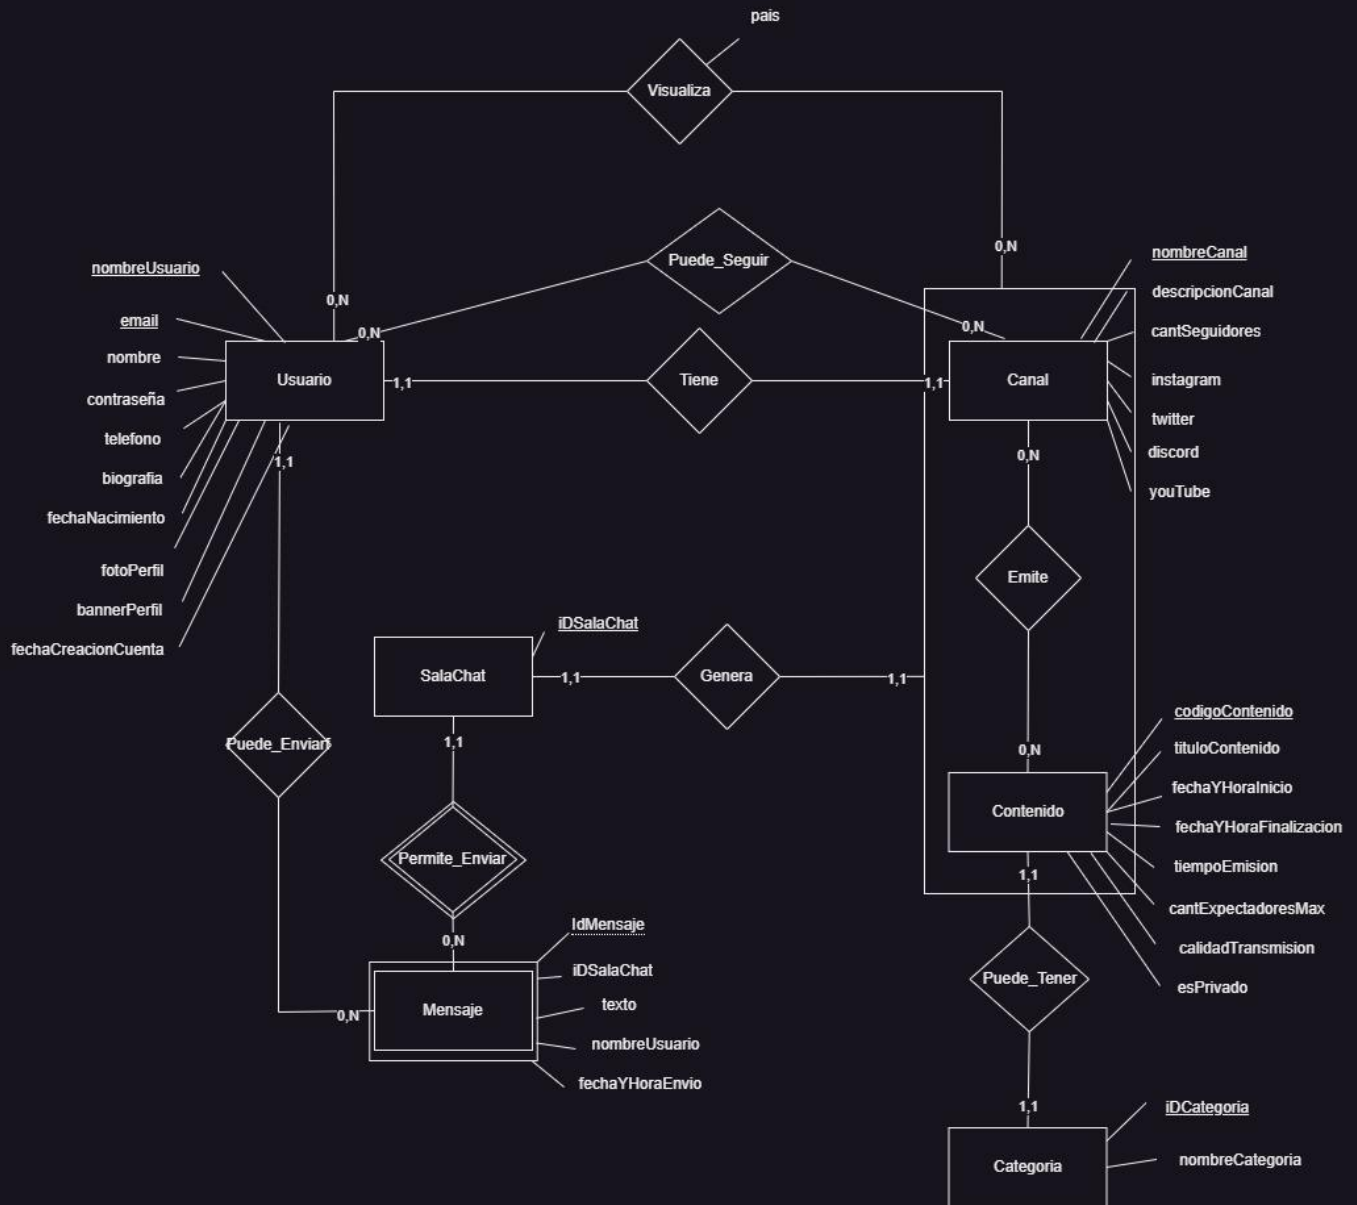 pais
Visualiza
0,N
0,N
Puede_Seguir
0,N
0,N
nombreUsuario
email
nombre
contraseña
telefono
biografia
fechaNacimiento
fotoPerfil
bannerPerfil
fechaCreacionCuenta
Usuario
1,1
Tiene
1,1
Canal
nombreCanal
descripcionCanal
cantSeguidores
instagram
twitter
discord
youTube
1,1
0,N
Emite
0,N
iDSalaChat
SalaChat
1,1
Genera
1,1
Puede_Enviarf
1,1
Permite_Enviar
0,N
0,N
Mensaje
IdMensaje
iDSalaChat
texto
nombreUsuario
fechaYHoraEnvio
Contenido
codigoContenido
tituloContenido
fechaYHoraInicio
fechaYHoraFinalizacion
tiempoEmision
cantExpectadoresMax
calidadTransmision
esPrivado
1,1
Puede_Tener
1,1
Categoria
iDCategoria
nombreCategoria